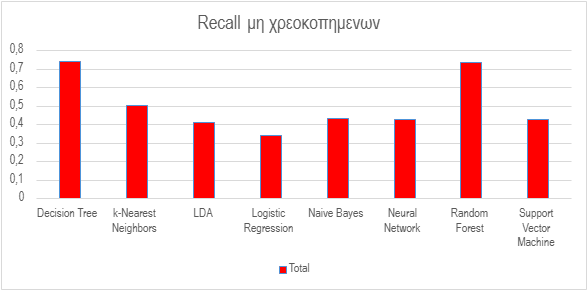 Recall μη χρεοκοπημενων
0,8
0,7
0,6
0,5
0,4
0,3
0,2
0,1
0
Decision Tree
k-Nearest
Neighbors
LDA
Logistic
Regression
Naive Bayes
Neural
Network
Random
Forest
Support
Vector
Machine
Total